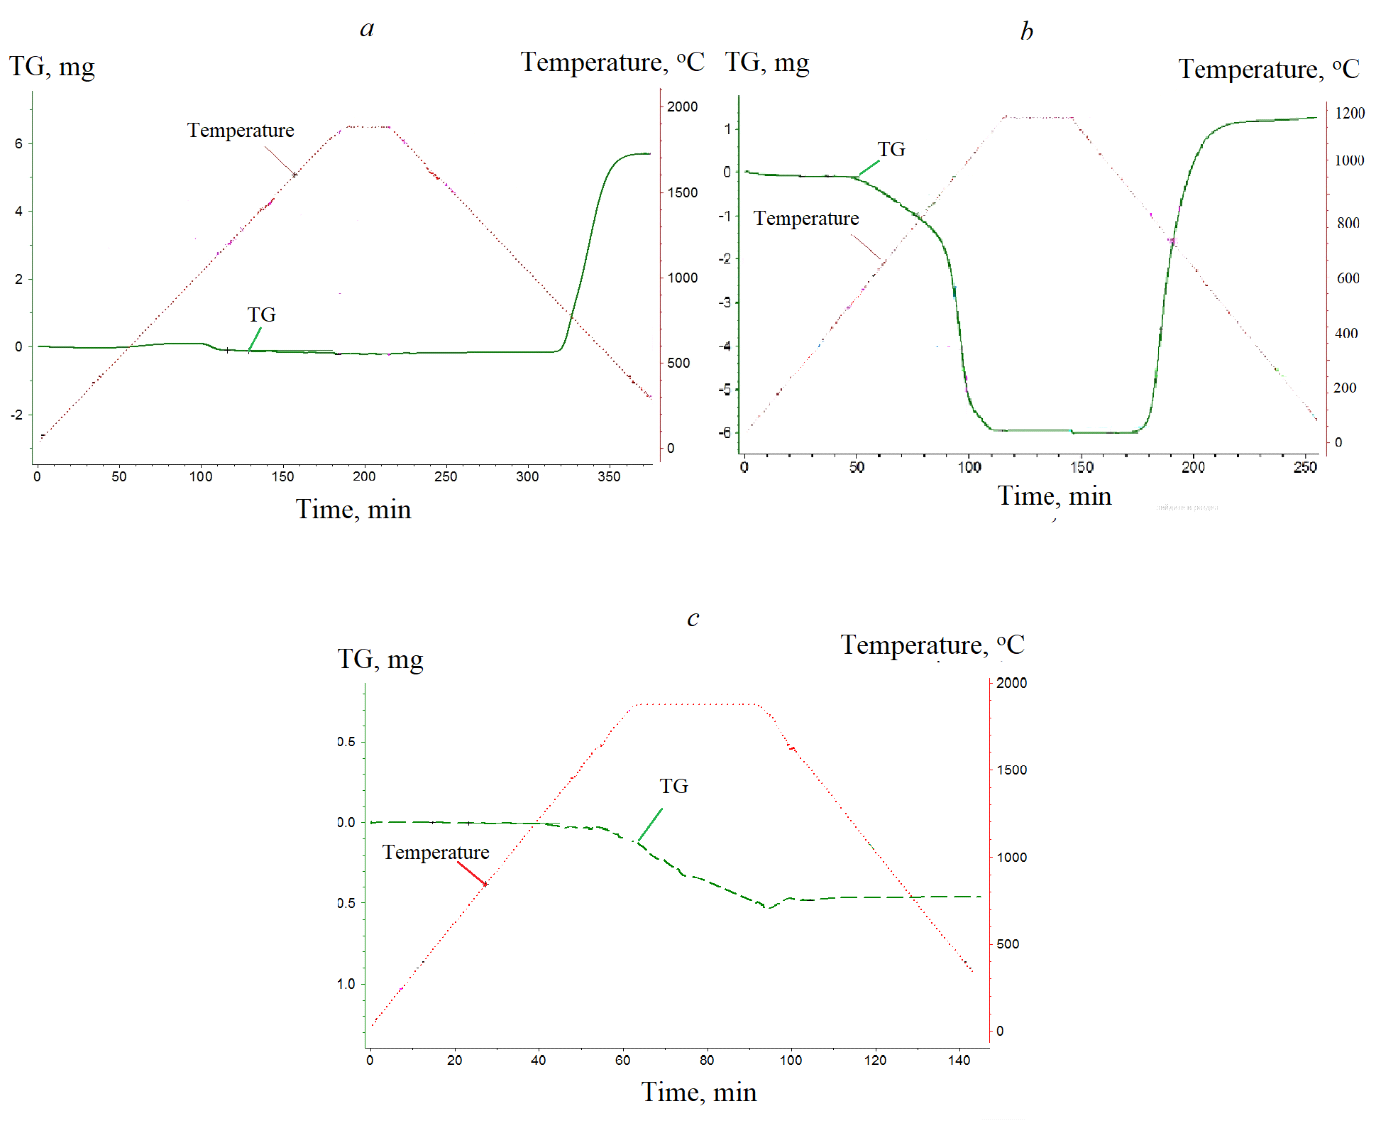 a
TG, mg
Temperature, °C
2000
1500
1000
500
0
6
4
2
0
-2
Temperature
TG
0 50 100 150 200 250 300 350
Time, min
b
TG, mg
Temperature, °C
1200
1000
800
600
400
200
0
1
0
-1
-2
-3
-4
-5
-6
TG
Temperature
0 50 100 150 200 250
Time, min
c
TG, mg
Temperature, °C
2000
1500
1000
500
0
0.5
0.0
0.5
1.0
TG
Temperature
0 20 40 60 80 100 120 140
Time, min